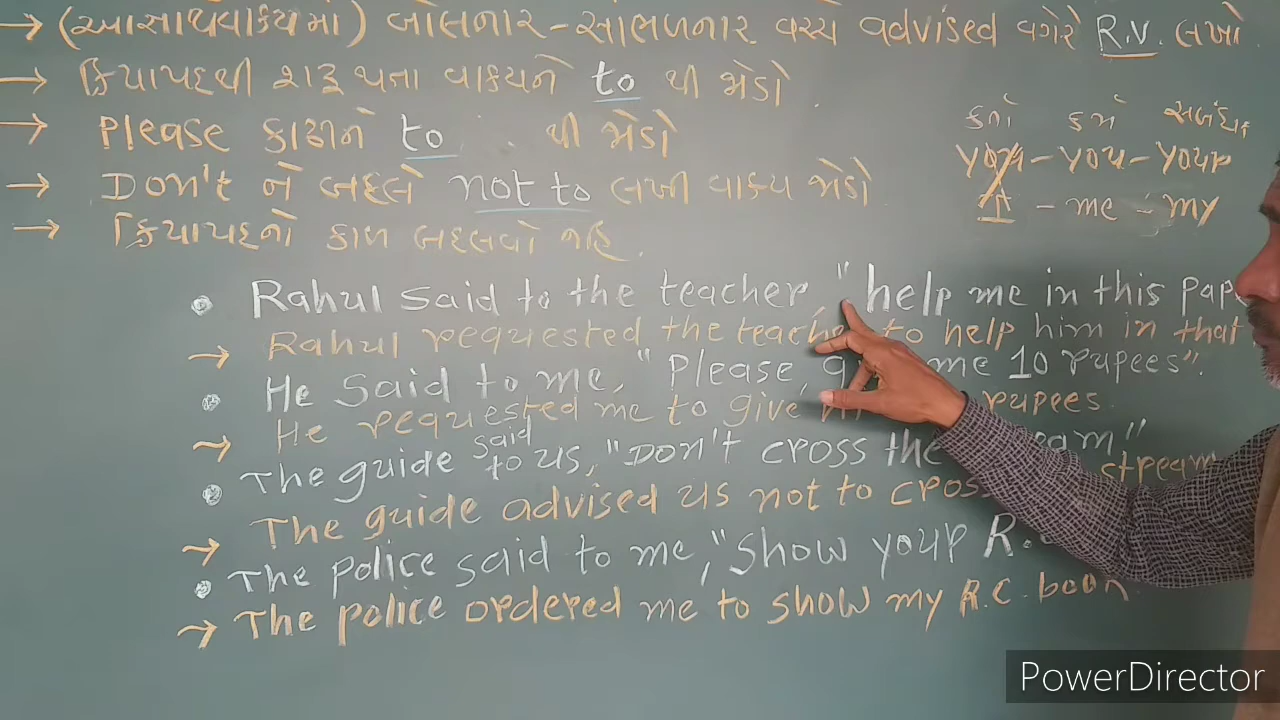 → (આજ્ઞાર્થવાક્યમાં) બોલનાર-સાંભળનાર વચ્ચે advised વગેરે R.V. લખો
→ ક્રિયાપદથી શરૂ થતા વાક્યને to થી જોડો.
→ Please કાઢીને to થી જોડો
→ Don't ને બદલે not to લખી વાક્ય જોડો
→ ક્રિયાપદનો કાળ બદલવો નહિ.
કર્તા કર્મ સંબંધક
you - you - your
I - me - my
• Rahul said to the teacher, "help me in this
→ Rahul requested the teacher to help him in that
• He said to me, "Please, me 10 rupees".
→ He requested me to give rupees.
• The guide said to us, "Don't cross the
→ The guide advised us not to cross stream
• The police said to me, "Show your R.
→ The police ordered me to show my R.C. book.
PowerDirector